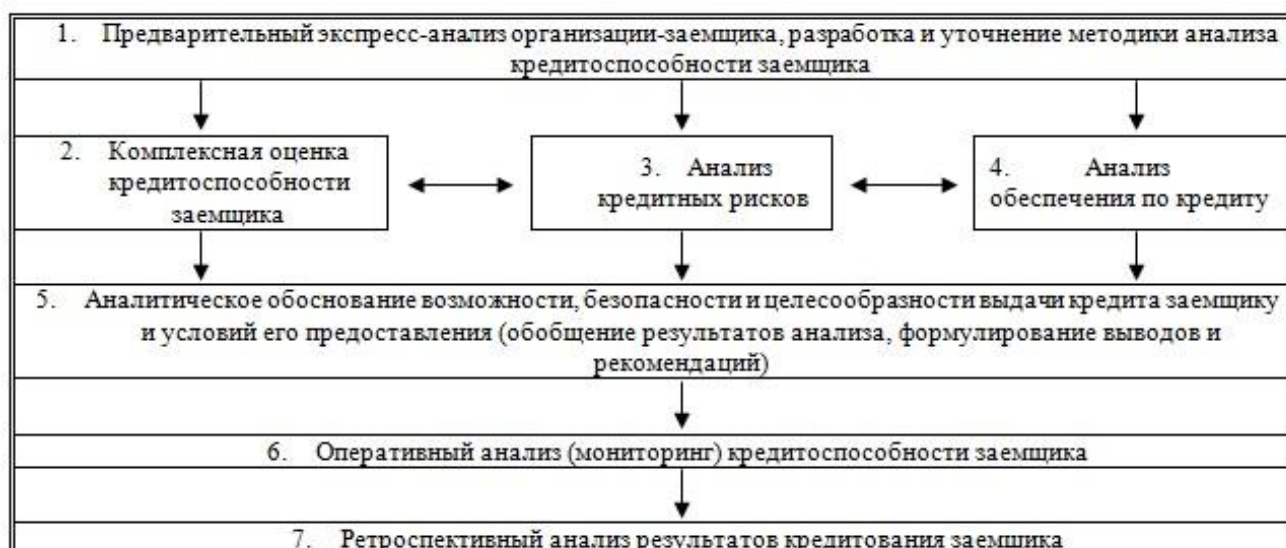 1. Предварительный экспресс-анализ организации-заемщика, разработка и уточнение методики анализа
кредитоспособности заемщика
2. Комплексная оценка
кредитоспособности
заемщика
3. Анализ
кредитных рисков
4. Анализ
обеспечения по кредиту
5. Аналитическое обоснование возможности, безопасности и целесообразности выдачи кредита заемщику
и условий его предоставления (обобщение результатов анализа, формулирование выводов и
рекомендаций)
6. Оперативный анализ (мониторинг) кредитоспособности заемщика
7. Ретроспективный анализ результатов кредитования заемщика